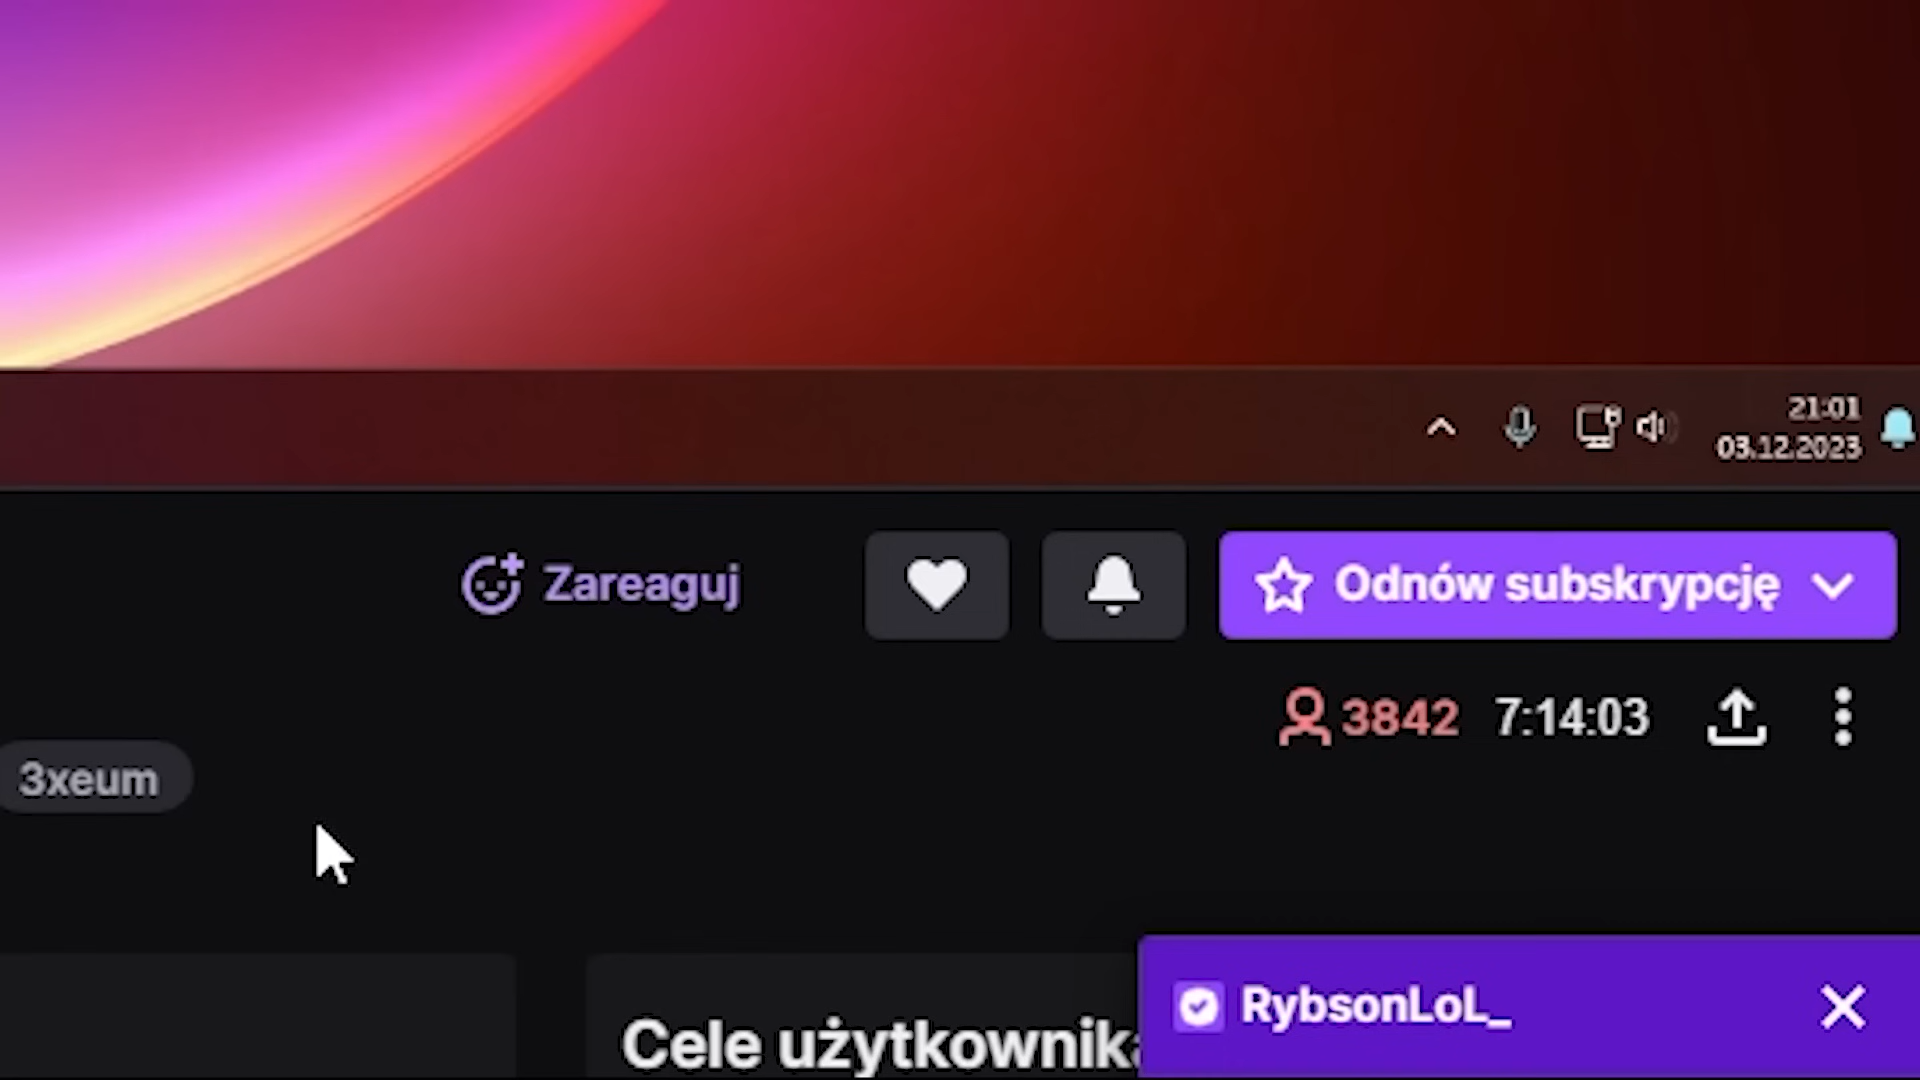 21:01
03.12.2023
Zareaguj
Odnów subskrypcję
3842 7:14:03
3xeum
RybsonLoL_
Cele użytkownika